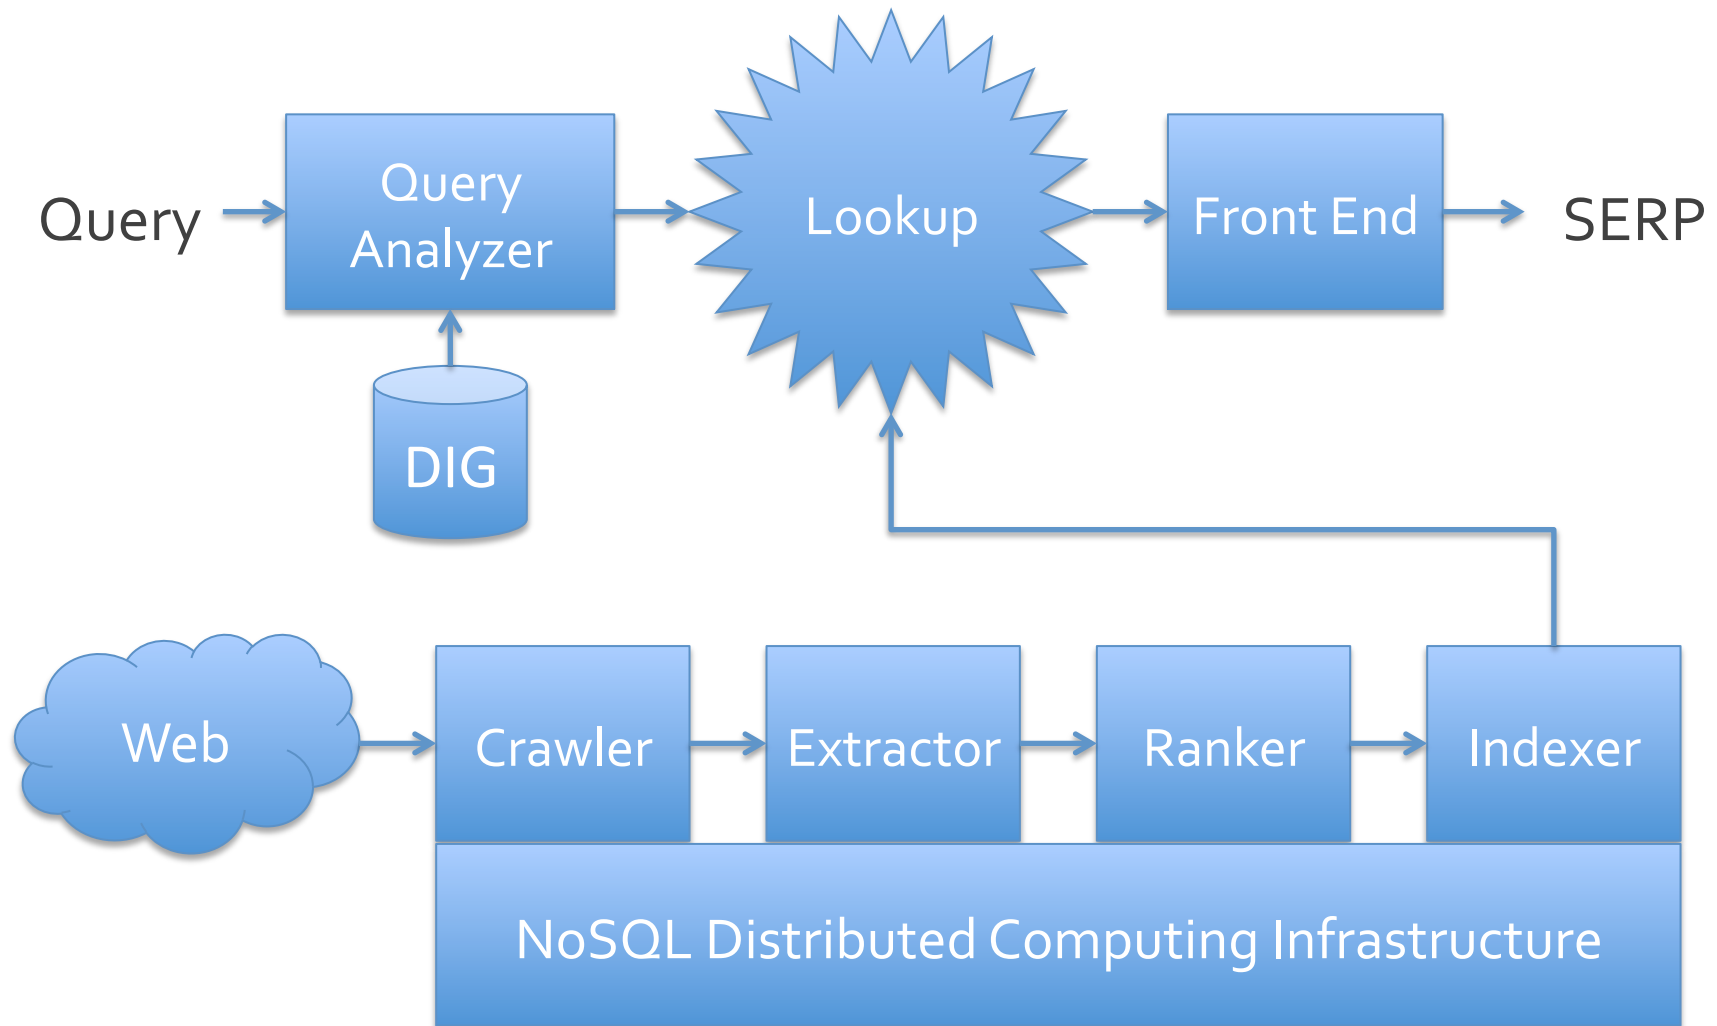 Query
Query
Analyzer
Lookup
Front End
SERP
DIG
Web
Crawler
Extractor
Ranker
Indexer
NoSQL Distributed Computing Infrastructure